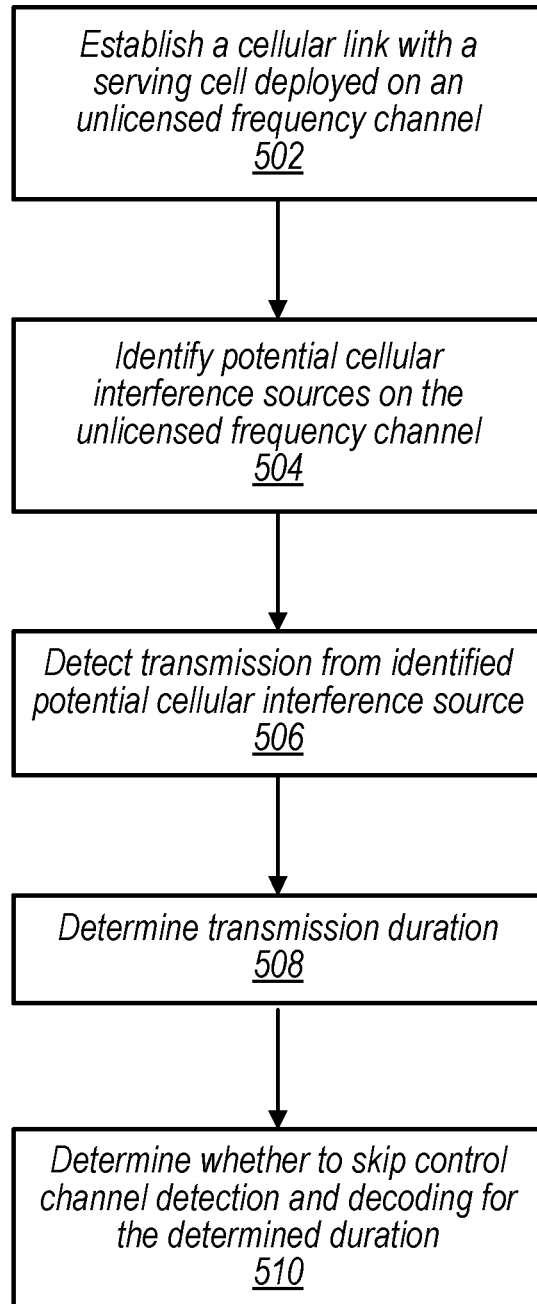 Establish a cellular link with a
serving cell deployed on an
unlicensed frequency channel
502
Identify potential cellular
interference sources on the
unlicensed frequency channel
504
Detect transmission from identified
potential cellular interference source
506
Determine transmission duration
508
Determine whether to skip control
channel detection and decoding for
the determined duration
510